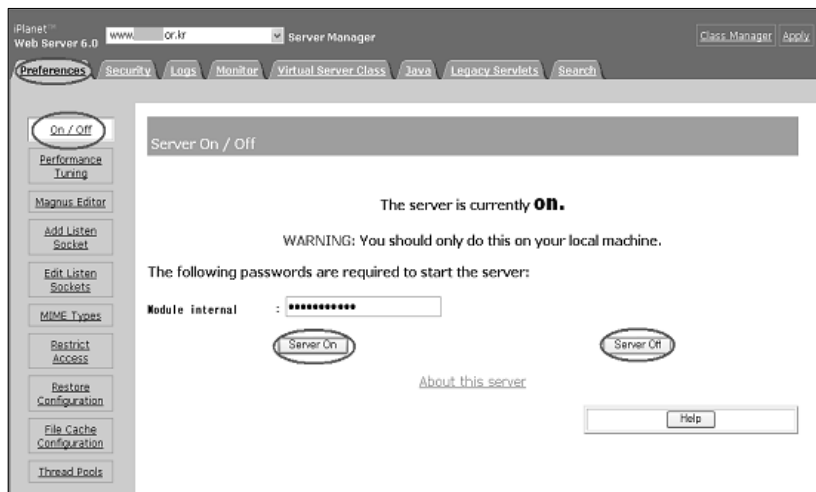 iPlanet™
Web Server 6.0 www. or.kr Server Manager Class Manager Apply
Preferences Security Logs Monitor Virtual Server Class Java Legacy Servlets Search
On / Off
Performance
Tuning
Magnus Editor
Add Listen
Socket
Edit Listen
Sockets
MIME Types
Restrict
Access
Restore
Configuration
File Cache
Configuration
Thread Pools
Server On / Off
The server is currently on.
WARNING: You should only do this on your local machine.
The following passwords are required to start the server:
Module internal : •••••••••••
Server On Server Off
About this server
Help